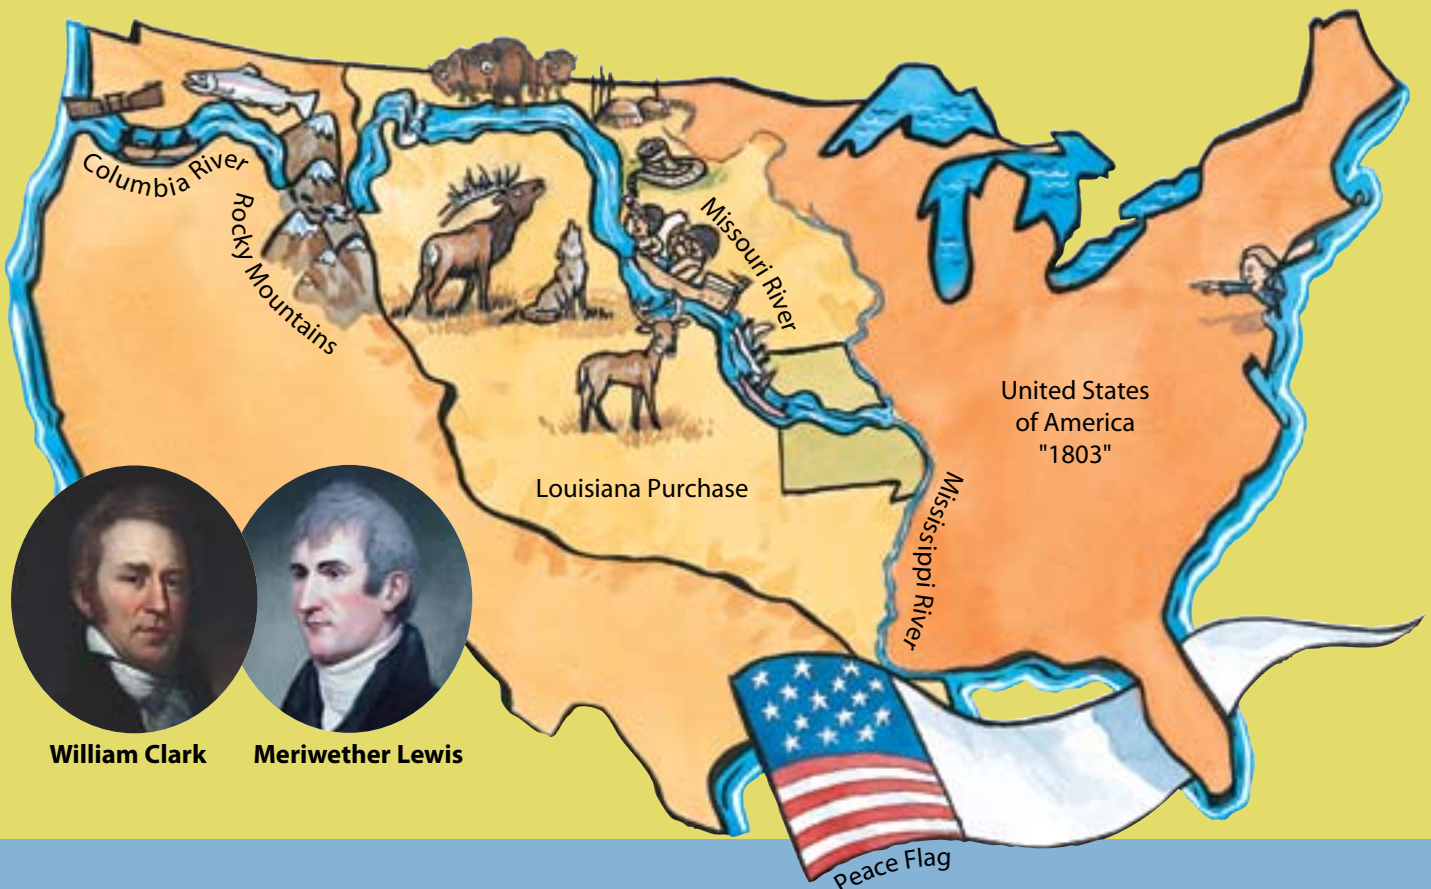 Columbia River
Rocky Mountains
Missouri River
United States
of America
"1803"
Louisiana Purchase
Mississippi River
William Clark
Meriwether Lewis
Peace Flag